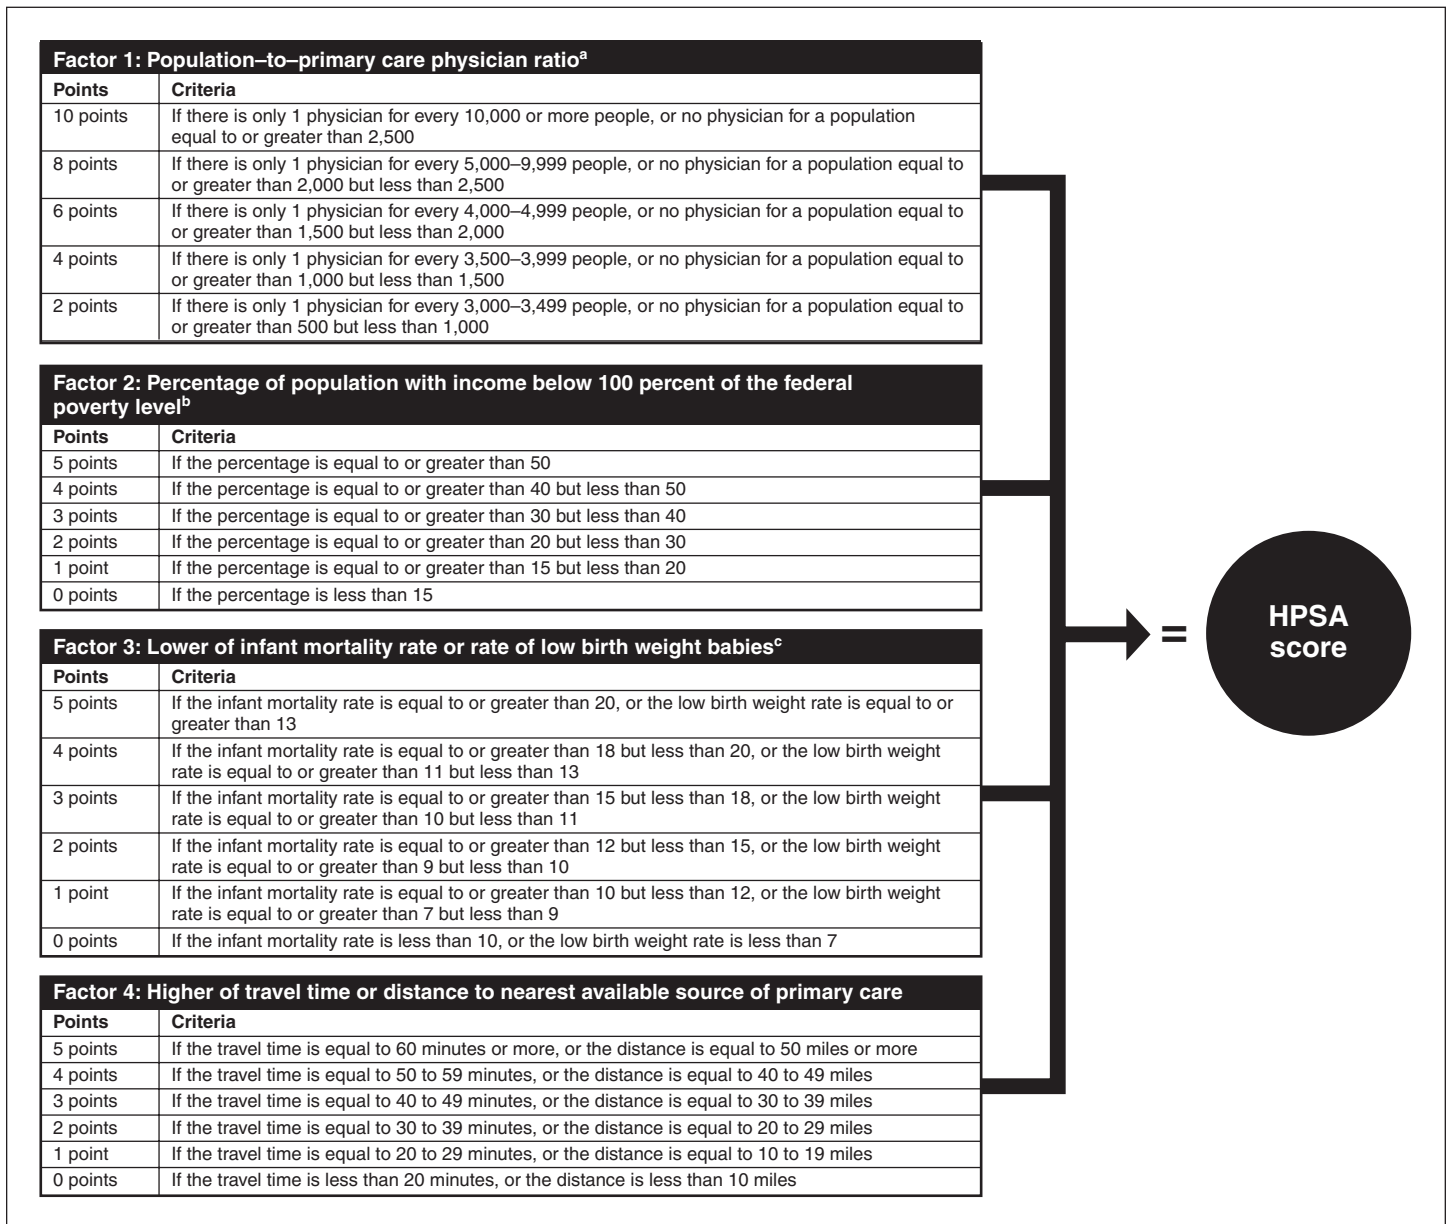 Factor 1: Population–to–primary care physician ratioa
Points Criteria
10 points If there is only 1 physician for every 10,000 or more people, or no physician for a population
equal to or greater than 2,500
8 points If there is only 1 physician for every 5,000–9,999 people, or no physician for a population equal to
or greater than 2,000 but less than 2,500
6 points If there is only 1 physician for every 4,000–4,999 people, or no physician for a population equal to
or greater than 1,500 but less than 2,000
4 points If there is only 1 physician for every 3,500–3,999 people, or no physician for a population equal to
or greater than 1,000 but less than 1,500
2 points If there is only 1 physician for every 3,000–3,499 people, or no physician for a population equal to
or greater than 500 but less than 1,000
Factor 2: Percentage of population with income below 100 percent of the federal
poverty levelb
Points Criteria
5 points If the percentage is equal to or greater than 50
4 points If the percentage is equal to or greater than 40 but less than 50
3 points If the percentage is equal to or greater than 30 but less than 40
2 points If the percentage is equal to or greater than 20 but less than 30
1 point If the percentage is equal to or greater than 15 but less than 20
0 points If the percentage is less than 15
Factor 3: Lower of infant mortality rate or rate of low birth weight babiesc
Points Criteria
5 points If the infant mortality rate is equal to or greater than 20, or the low birth weight rate is equal to or
greater than 13
4 points If the infant mortality rate is equal to or greater than 18 but less than 20, or the low birth weight
rate is equal to or greater than 11 but less than 13
3 points If the infant mortality rate is equal to or greater than 15 but less than 18, or the low birth weight
rate is equal to or greater than 10 but less than 11
2 points If the infant mortality rate is equal to or greater than 12 but less than 15, or the low birth weight
rate is equal to or greater than 9 but less than 10
1 point If the infant mortality rate is equal to or greater than 10 but less than 12, or the low birth weight
rate is equal to or greater than 7 but less than 9
0 points If the infant mortality rate is less than 10, or the low birth weight rate is less than 7
Factor 4: Higher of travel time or distance to nearest available source of primary care
Points Criteria
5 points If the travel time is equal to 60 minutes or more, or the distance is equal to 50 miles or more
4 points If the travel time is equal to 50 to 59 minutes, or the distance is equal to 40 to 49 miles
3 points If the travel time is equal to 40 to 49 minutes, or the distance is equal to 30 to 39 miles
2 points If the travel time is equal to 30 to 39 minutes, or the distance is equal to 20 to 29 miles
1 point If the travel time is equal to 20 to 29 minutes, or the distance is equal to 10 to 19 miles
0 points If the travel time is less than 20 minutes, or the distance is less than 10 miles
=
HPSA
score